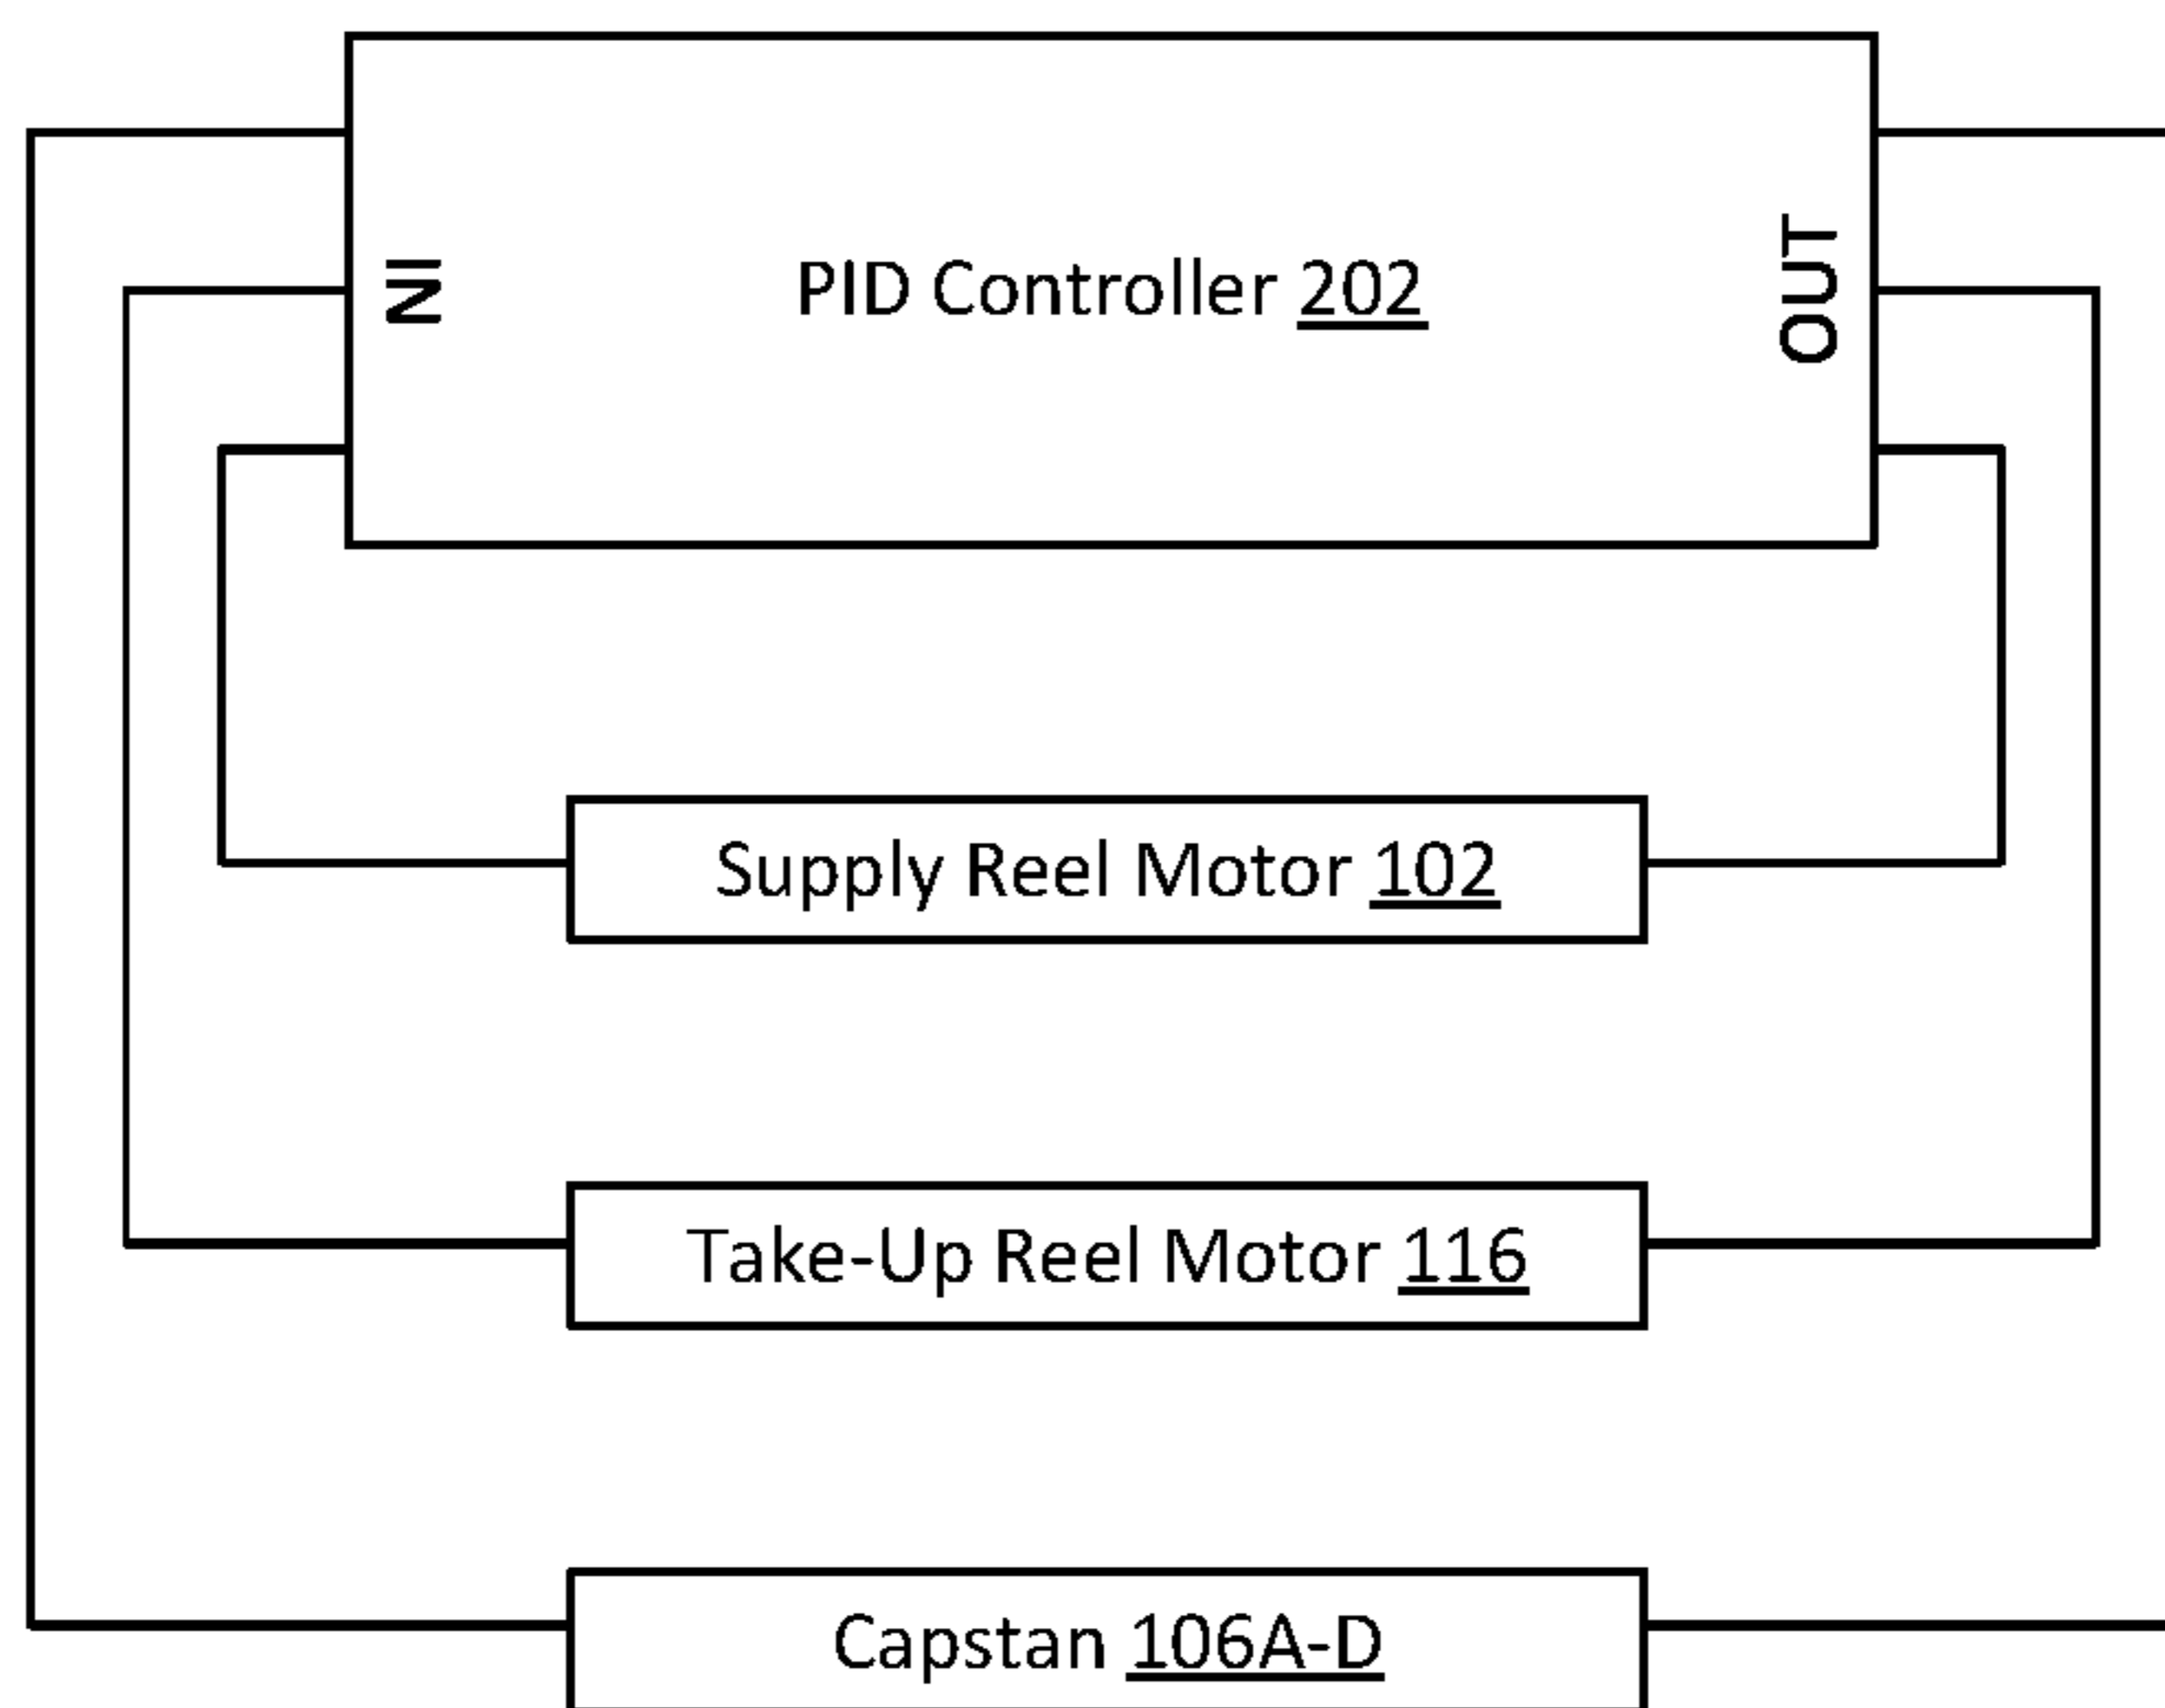 IN
PID Controller 202
OUT
Supply Reel Motor 102
Take-Up Reel Motor 116
Capstan 106A-D